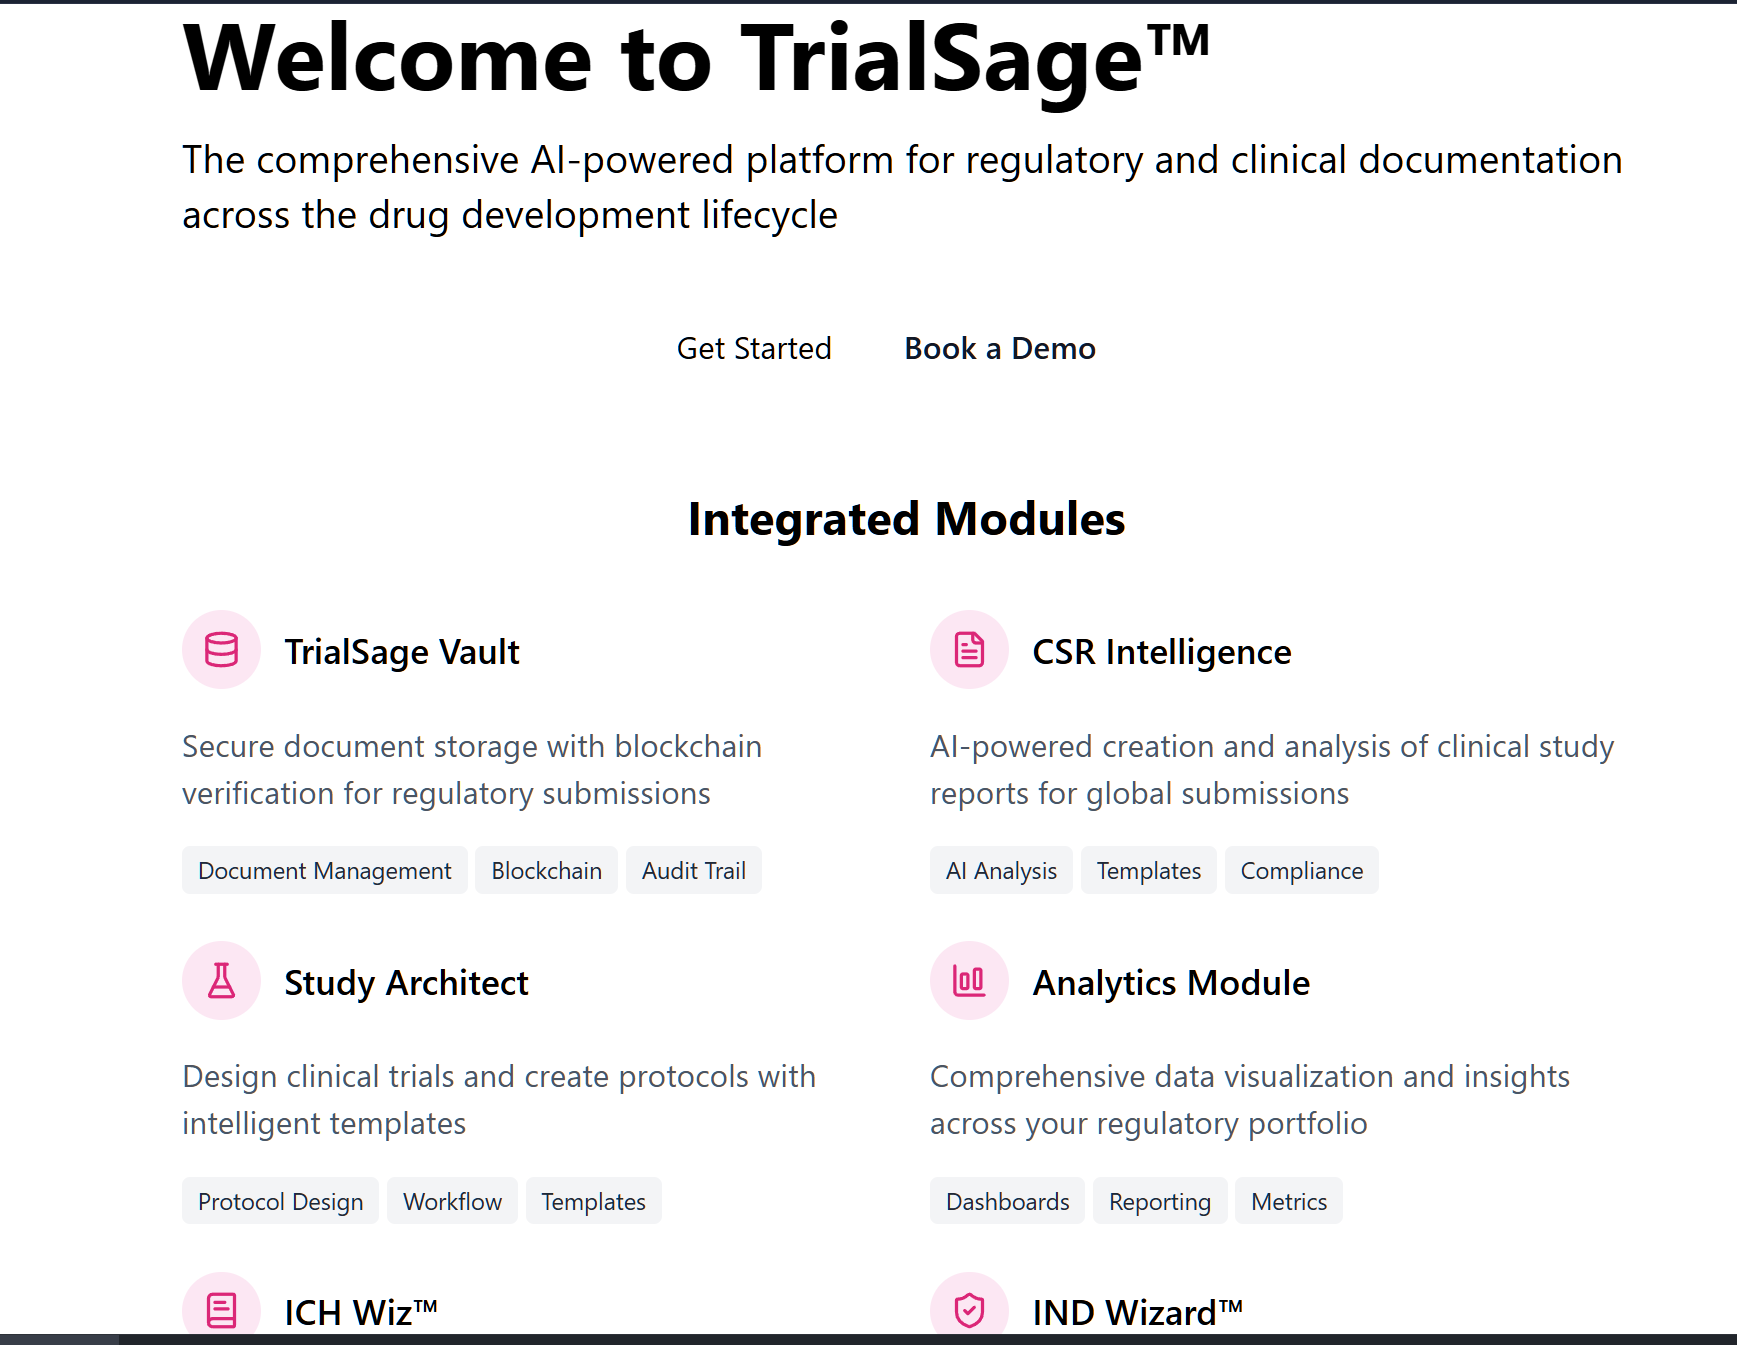 Welcome to TrialSage™
The comprehensive AI-powered platform for regulatory and clinical documentation
across the drug development lifecycle
Get Started
Book a Demo
Integrated Modules
TrialSage Vault
Secure document storage with blockchain
verification for regulatory submissions
Document Management
Blockchain
Audit Trail
CSR Intelligence
AI-powered creation and analysis of clinical study
reports for global submissions
AI Analysis
Templates
Compliance
Study Architect
Design clinical trials and create protocols with
intelligent templates
Protocol Design
Workflow
Templates
Analytics Module
Comprehensive data visualization and insights
across your regulatory portfolio
Dashboards
Reporting
Metrics
ICH Wiz™
IND Wizard™